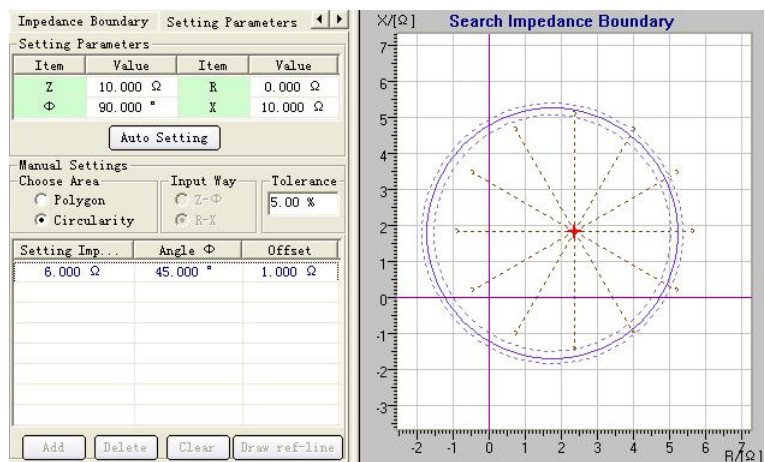 Impedance Boundary Setting Parameters
Setting Parameters
Item Value Item Value
Z 10.000 Ω R 0.000 Ω
Φ 90.000 ° X 10.000 Ω
Auto Setting
Manual Settings
Choose Area Input Way Tolerance
Polygon Z-Φ 5.00 %
Circularity R-X
Setting Imp... Angle Φ Offset
6.000 Ω 45.000 ° 1.000 Ω
Add Delete Clear Draw ref-line
X/[Ω] Search Impedance Boundary
7
6
5
4
3
2
1
0
-1
-2
-3
-2 -1 0 1 2 3 4 5 6 7
R/[Ω]